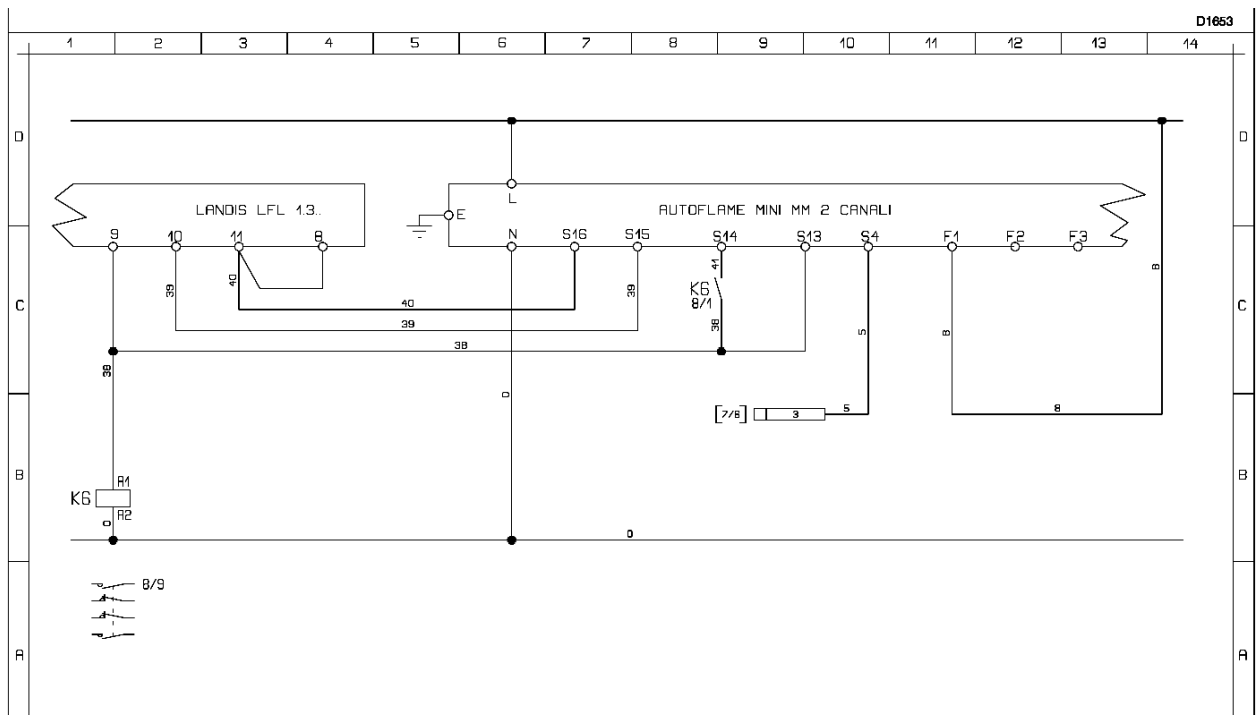 D1653
1 2 3 4 5 6 7 8 9 10 11 12 13 14
D D
L
LANDIS LFL 1.3.. E AUTOFLAME MINI MM 2 CANALI
9 10 11 8 N S16 S15 S14 S13 S4 F1 F2 F3
41
8
39 40 39
K6
8/1
C C
40
5 8
39 38
38
38
0
[7/8] 3 5 8
B B
A1
K6
A2
0
0
8/9
A A